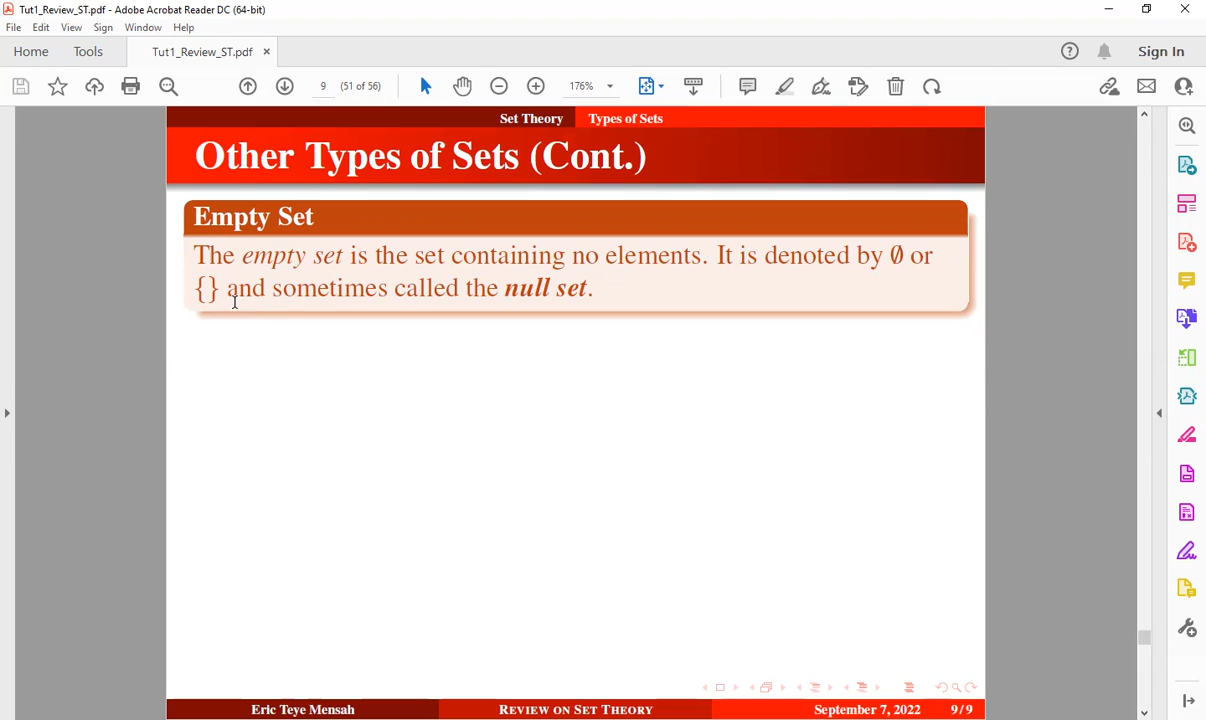 Tut1_Review_ST.pdf - Adobe Acrobat Reader DC (64-bit)
File Edit View Sign Window Help
Home Tools Tut1_Review_ST.pdf × Sign In
9 (51 of 56) 176%
Set Theory Types of Sets
Other Types of Sets (Cont.)
Empty Set
The empty set is the set containing no elements. It is denoted by ∅ or
{} and sometimes called the null set.
Eric Teye Mensah REVIEW ON SET THEORY September 7, 2022 9/9